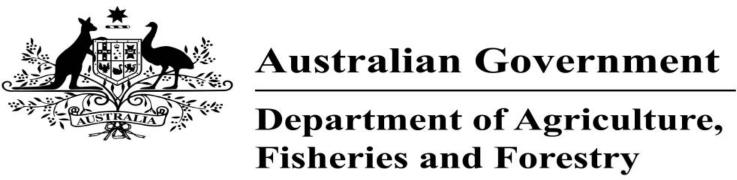 Australian Government
Department of Agriculture,
Fisheries and Forestry
AUSTRALIA